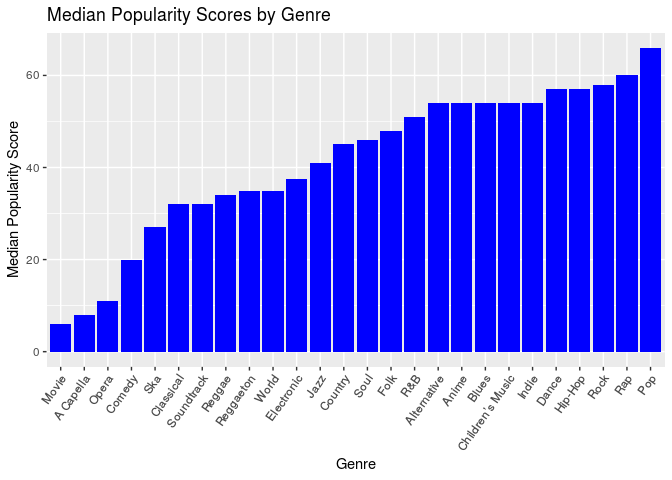 Median Popularity Scores by Genre
Median Popularity Score
60
40
20
0
Movie
A Capella
Opera
Comedy
Ska
Classical
Soundtrack
Reggae
Reggaeton
World
Electronic
Jazz
Country
Soul
Folk
R&B
Alternative
Anime
Blues
Children's Music
Indie
Dance
Hip-Hop
Rock
Rap
Pop
Genre